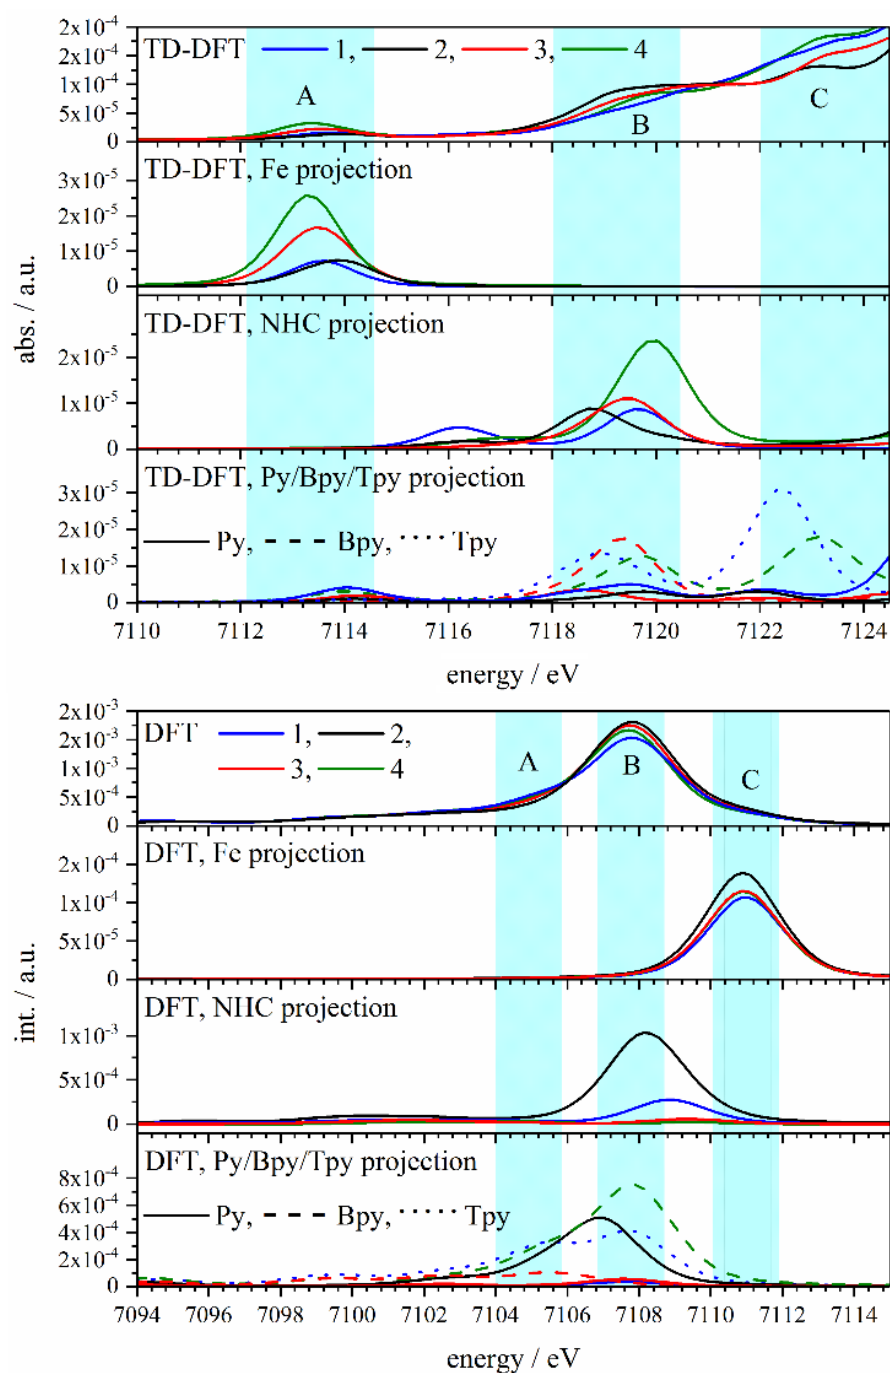 TD-DFT 1, 2, 3, 4
2x10⁻⁴
2x10⁻⁴
1x10⁻⁴
5x10⁻⁵
0
A
B
C
TD-DFT, Fe projection
3x10⁻⁵
2x10⁻⁵
1x10⁻⁵
0
TD-DFT, NHC projection
2x10⁻⁵
1x10⁻⁵
0
TD-DFT, Py/Bpy/Tpy projection
Py, Bpy, Tpy
3x10⁻⁵
2x10⁻⁵
1x10⁻⁵
0
abs. / a.u.
7110 7112 7114 7116 7118 7120 7122 7124
energy / eV
DFT 1, 2,
3, 4
2x10⁻³
2x10⁻³
1x10⁻³
5x10⁻⁴
0
A
B
C
DFT, Fe projection
2x10⁻⁴
1x10⁻⁴
5x10⁻⁵
0
DFT, NHC projection
1x10⁻³
5x10⁻⁴
0
DFT, Py/Bpy/Tpy projection
Py, Bpy, Tpy
8x10⁻⁴
6x10⁻⁴
4x10⁻⁴
2x10⁻⁴
0
int. / a.u.
7094 7096 7098 7100 7102 7104 7106 7108 7110 7112 7114
energy / eV